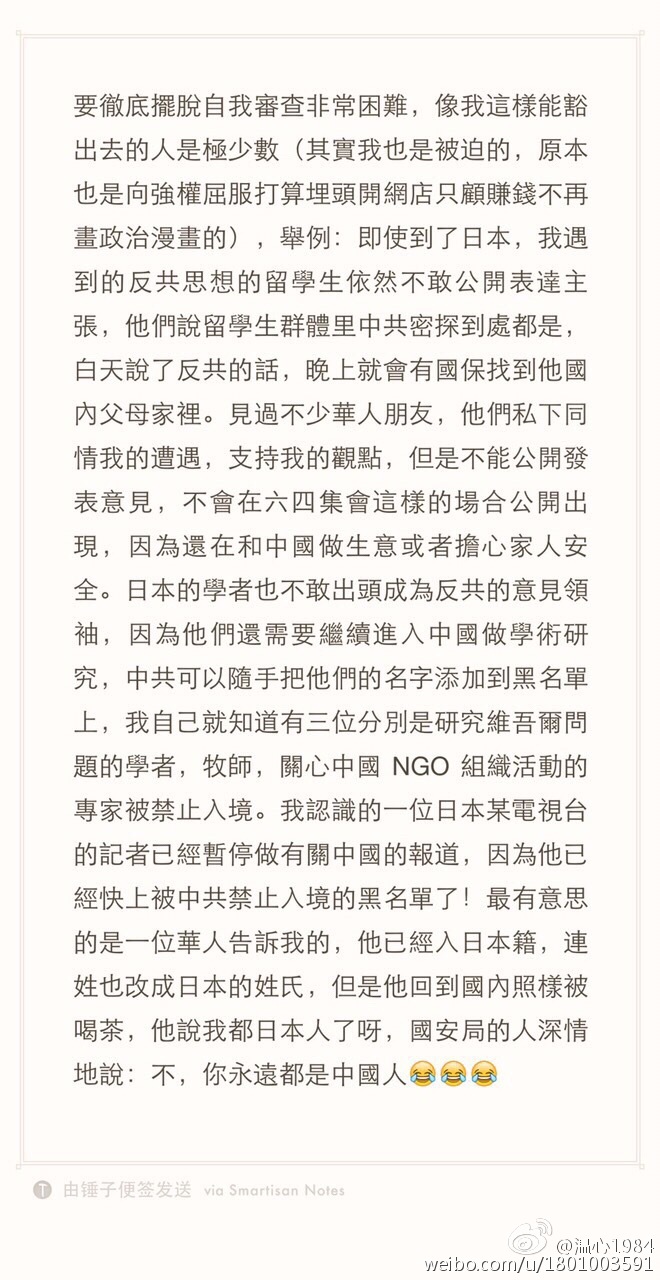 要徹底擺脫自我審查非常困難，像我這樣能豁
出去的人是極少數（其實我也是被迫的，原本
也是向強權屈服打算埋頭開網店只顧賺錢不再
畫政治漫畫的），舉例：即使到了日本，我遇
到的反共思想的留學生依然不敢公開表達主
張，他們說留學生群體里中共密探到處都是，
白天說了反共的話，晚上就會有國保找到他國
內父母家裡。見過不少華人朋友，他們私下同
情我的遭遇，支持我的觀點，但是不能公開發
表意見，不會在六四集會這樣的場合公開出
現，因為還在和中國做生意或者擔心家人安
全。日本的學者也不敢出頭成為反共的意見領
袖，因為他們還需要繼續進入中國做學術研
究，中共可以隨手把他們的名字添加到黑名單
上，我自己就知道有三位分別是研究維吾爾問
題的學者，牧師，關心中國 NGO 組織活動的
專家被禁止入境。我認識的一位日本某電視台
的記者已經暫停做有關中國的報道，因為他已
經快上被中共禁止入境的黑名單了！最有意思
的是一位華人告訴我的，他已經入日本籍，連
姓也改成日本的姓氏，但是他回到國內照樣被
喝茶，他說我都日本人了呀，國安局的人深情
地說：不，你永遠都是中國人😂😂😂
T 由锤子便签发送 via Smartisan Notes
@温心1984
weibo.com/u/1801003591